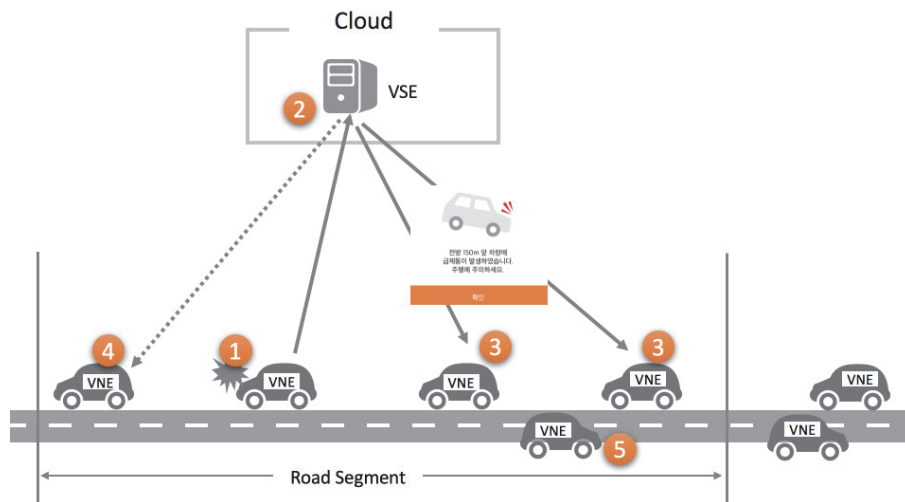 Cloud
VSE
2
전방 150m 앞 차량에
급제동이 발생하였습니다.
주행에 주의하세요.
확인
4
1
3
3
VNE
VNE
VNE
VNE
VNE
VNE
VNE
5
Road Segment